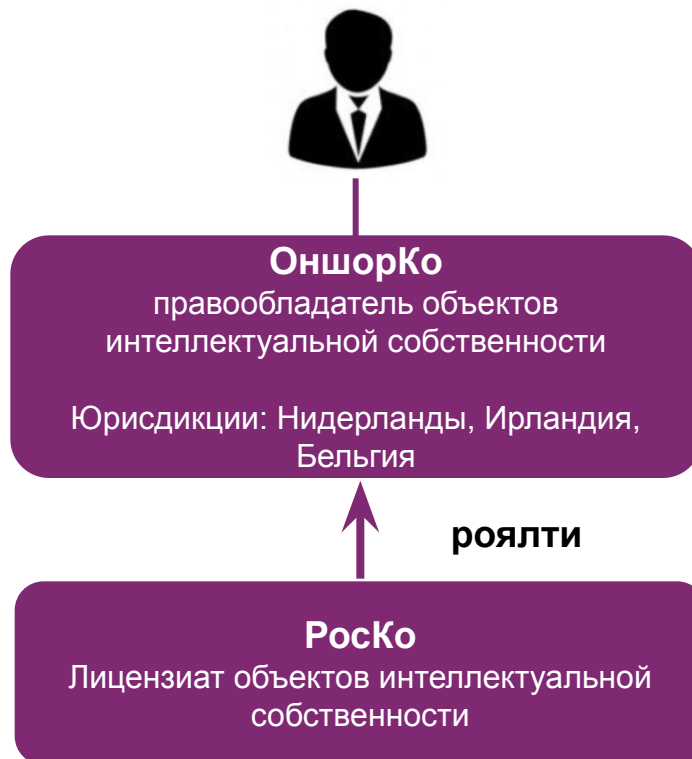 ОншорКо
правообладатель объектов
интеллектуальной собственности
Юрисдикции: Нидерланды, Ирландия,
Бельгия
роялти
РосКо
Лицензиат объектов интеллектуальной
собственности